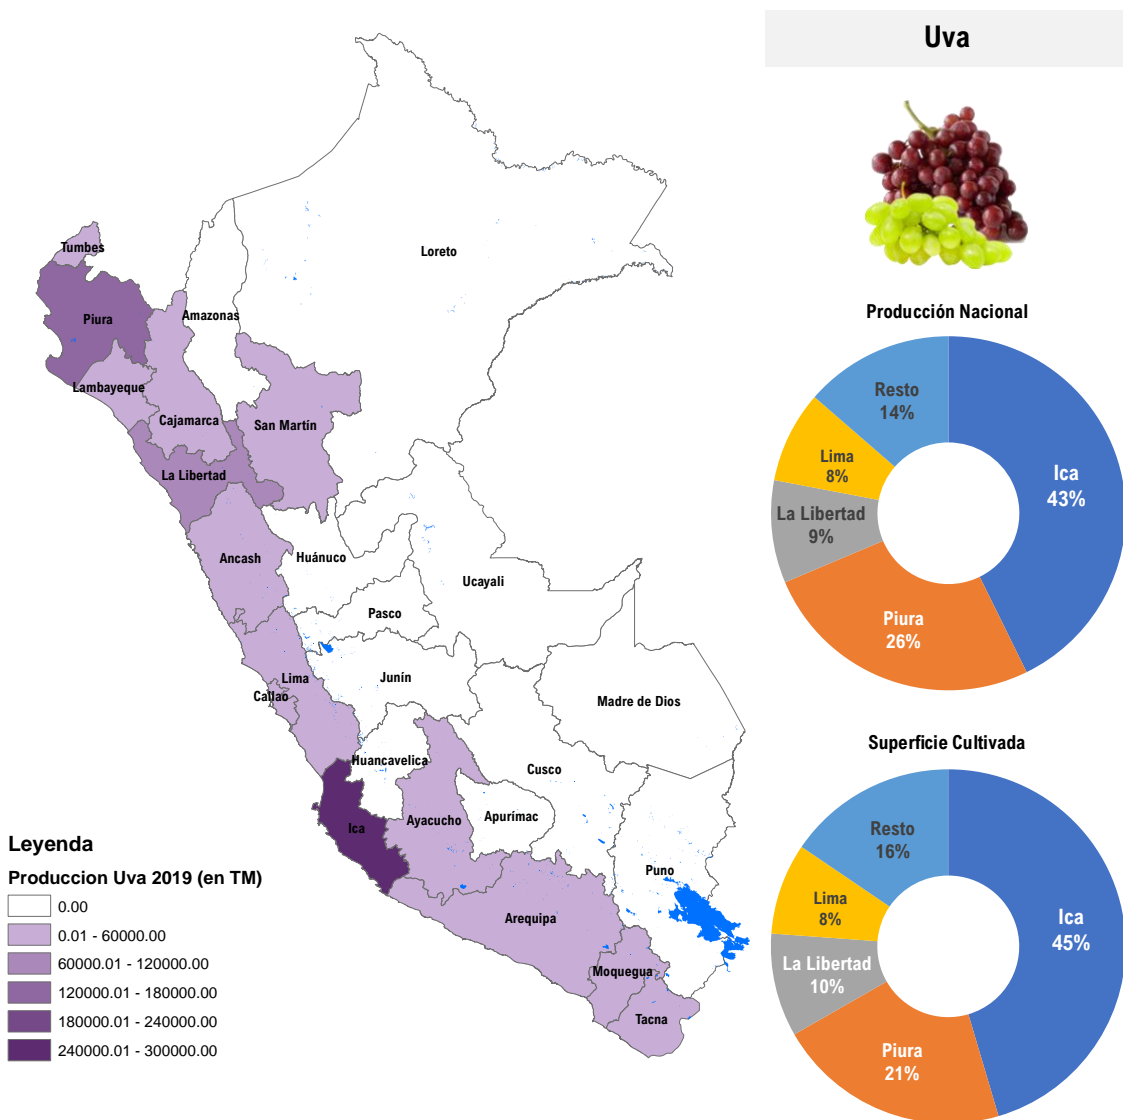 Uva
Tumbes
Loreto
Piura
Amazonas
Lambayeque
Cajamarca
San Martín
La Libertad
Ancash
Huánuco
Ucayali
Pasco
Lima
Junín
Callao
Madre de Dios
Huancavelica
Cusco
Ica
Ayacucho
Apurímac
Puno
Arequipa
Moquegua
Tacna
Leyenda
Produccion Uva 2019 (en TM)
0.00
0.01 - 60000.00
60000.01 - 120000.00
120000.01 - 180000.00
180000.01 - 240000.00
240000.01 - 300000.00
Producción Nacional
Resto
14%
Lima
8%
Ica
43%
La Libertad
9%
Piura
26%
Superficie Cultivada
Resto
16%
Lima
8%
Ica
45%
La Libertad
10%
Piura
21%